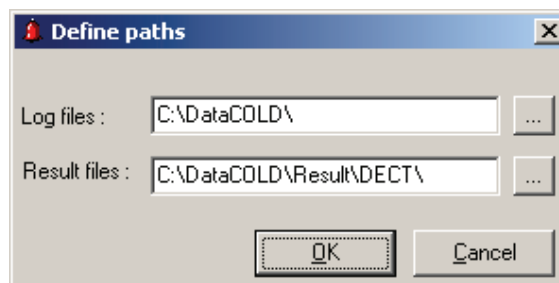 Define paths
Log files : C:\DataCOLD\ ...
Result files : C:\DataCOLD\Result\DECT\ ...
OK Cancel